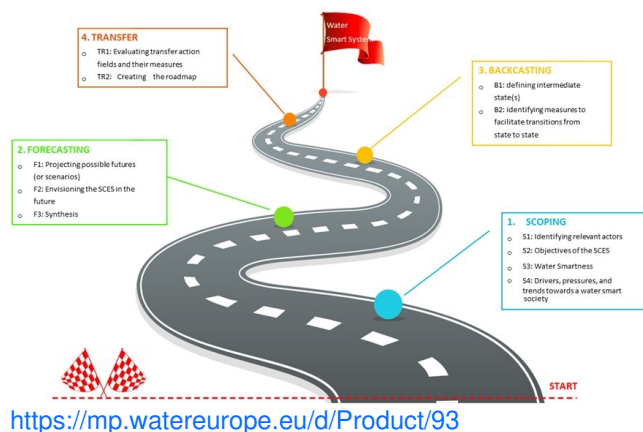 Water
Smart System
4. TRANSFER
o TR1: Evaluating transfer action
fields and their measures
o TR2: Creating the roadmap
3. BACKCASTING
o B1: defining intermediate
state(s)
o B2: identifying measures to
facilitate transitions from
state to state
2. FORECASTING
o F1: Projecting possible futures
(or scenarios)
o F2: Envisioning the SCES in the
future
o F3: Synthesis
1. SCOPING
o S1: Identifying relevant actors
o S2: Objectives of the SCES
o S3: Water Smartness
o S4: Drivers, pressures, and
trends towards a water smart
society
START
https://mp.watereurope.eu/d/Product/93